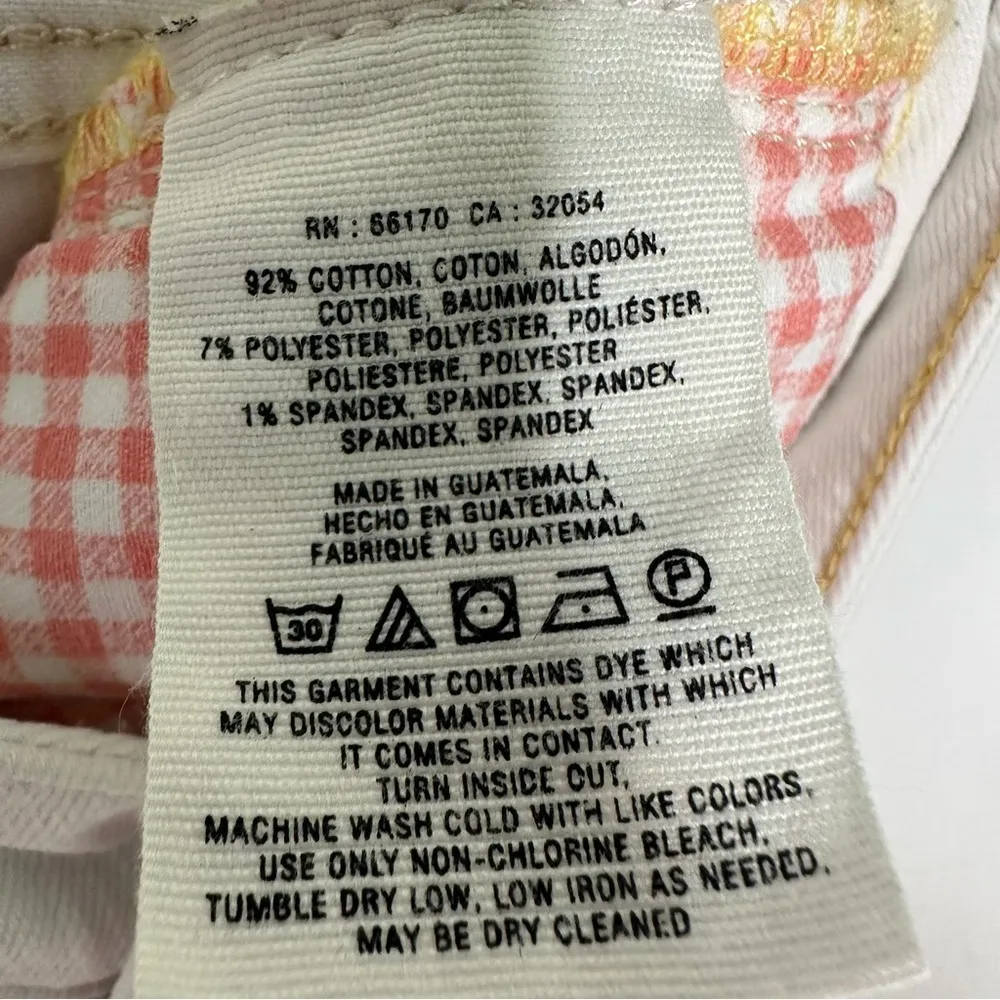 RN : 66170 CA : 32054
92% COTTON, COTON, ALGODÓN,
COTONE, BAUMWOLLE
7% POLYESTER, POLYESTER, POLIÉSTER,
POLIESTERE, POLYESTER
1% SPANDEX, SPANDEX, SPANDEX,
SPANDEX, SPANDEX
MADE IN GUATEMALA,
HECHO EN GUATEMALA,
FABRIQUÉ AU GUATEMALA
30 P
THIS GARMENT CONTAINS DYE WHICH
MAY DISCOLOR MATERIALS WITH WHICH
IT COMES IN CONTACT.
TURN INSIDE OUT,
MACHINE WASH COLD WITH LIKE COLORS,
USE ONLY NON-CHLORINE BLEACH,
TUMBLE DRY LOW, LOW IRON AS NEEDED.
MAY BE DRY CLEANED